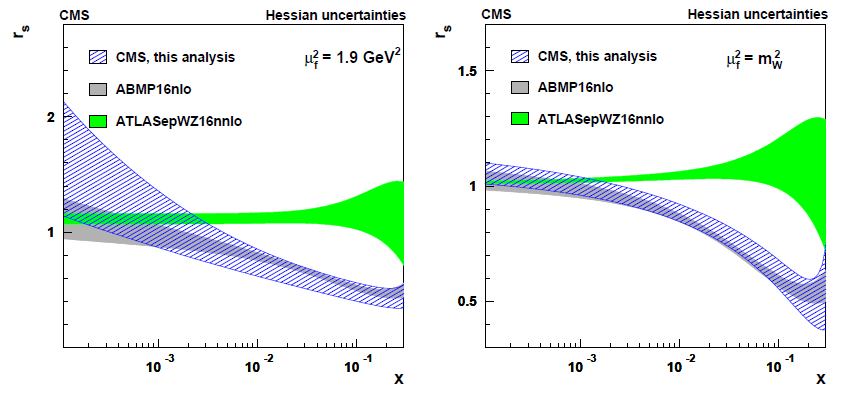 CMS Hessian uncertainties
r_s
CMS, this analysis
μ_f^2 = 1.9 GeV^2
ABMP16nlo
ATLASepWZ16nnlo
2
1
10^-3 10^-2 10^-1
x
CMS Hessian uncertainties
r_s
CMS, this analysis
μ_f^2 = m_W^2
ABMP16nlo
ATLASepWZ16nnlo
1.5
1
0.5
10^-3 10^-2 10^-1
x